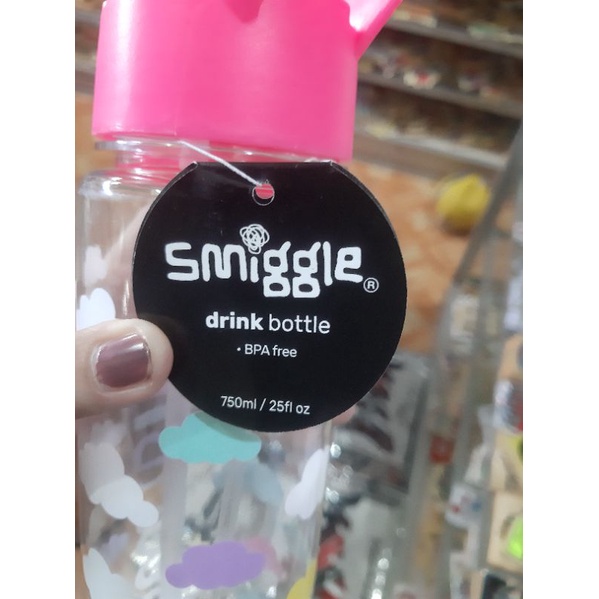 smiggle®
drink bottle
• BPA free
750ml / 25fl oz